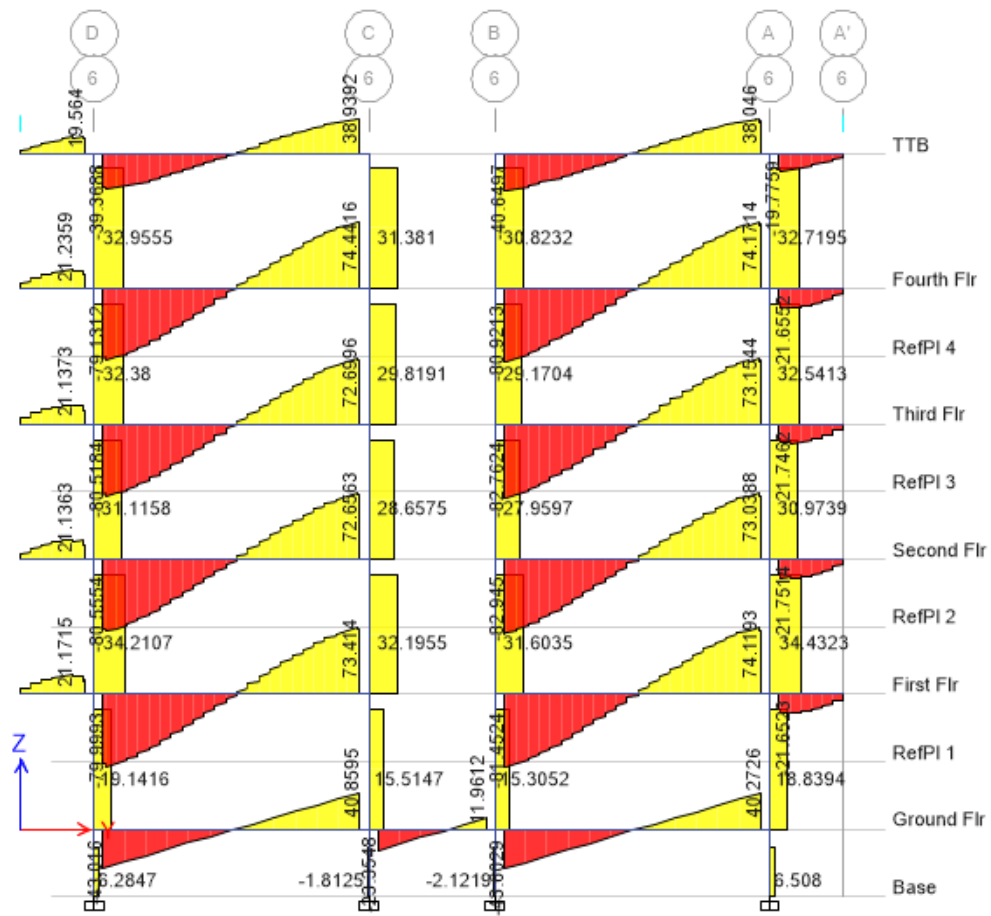 D C B A A'
6 6 6 6 6
19.564 38.9392 38.046 TTB
-39.3688 -40.6497 -19.7759
-32.9555 31.381 -30.8232 -32.7195
21.2359 74.4416 74.1714 Fourth Flr
-79.1312 -80.9213 -21.6552
RefPl 4
-32.38 29.8191 -29.1704 32.5413
21.1373 72.6996 73.1544 Third Flr
-80.5184 -82.7624 -21.7462
RefPl 3
-31.1158 28.6575 -27.9597 30.9739
21.1363 72.6563 73.0388 Second Flr
-80.5554 -82.945 -21.7514
RefPl 2
-34.2107 32.1955 31.6035 34.4323
21.1715 73.414 74.1193 First Flr
-79.9993 -81.4524 -21.6523
RefPl 1
-19.1416 15.5147 -15.3052 18.8394
Z 40.8595 11.9612 40.2726
Y Ground Flr
-43.016
6.2847 -1.8125 -2.1219 6.508 Base